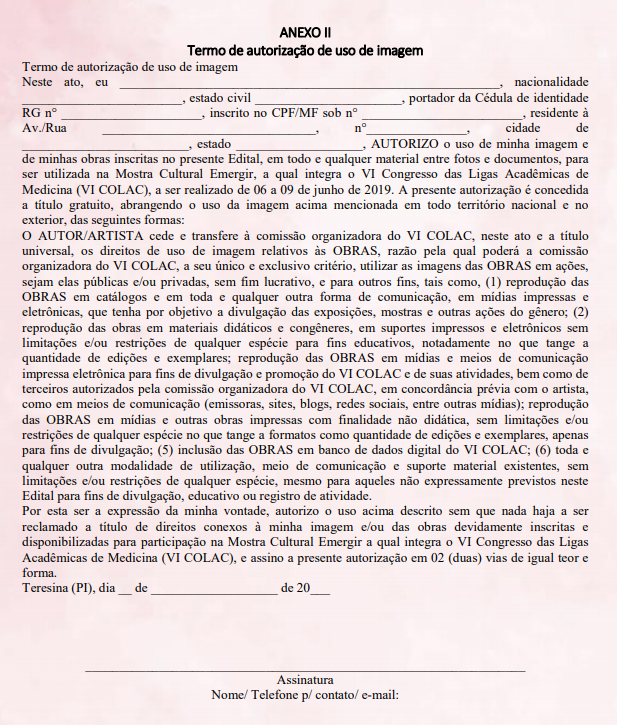 ANEXO II
Termo de autorização de uso de imagem
Termo de autorização de uso de imagem
Neste ato, eu ___________________________________________________________, nacionalidade
_________________________, estado civil _______________________, portador da Cédula de identidade
RG n° ______________________, inscrito no CPF/MF sob n° _________________________, residente à
Av./Rua _________________________________, n°________________, cidade de
__________________________, estado ________________________, AUTORIZO o uso de minha imagem e
de minhas obras inscritas no presente Edital, em todo e qualquer material entre fotos e documentos, para
ser utilizada na Mostra Cultural Emergir, a qual integra o VI Congresso das Ligas Acadêmicas de
Medicina (VI COLAC), a ser realizado de 06 a 09 de junho de 2019. A presente autorização é concedida
a título gratuito, abrangendo o uso da imagem acima mencionada em todo território nacional e no
exterior, das seguintes formas:
O AUTOR/ARTISTA cede e transfere à comissão organizadora do VI COLAC, neste ato e a título
universal, os direitos de uso de imagem relativos às OBRAS, razão pela qual poderá a comissão
organizadora do VI COLAC, a seu único e exclusivo critério, utilizar as imagens das OBRAS em ações,
sejam elas públicas e/ou privadas, sem fim lucrativo, e para outros fins, tais como, (1) reprodução das
OBRAS em catálogos e em toda e qualquer outra forma de comunicação, em mídias impressas e
eletrônicas, que tenha por objetivo a divulgação das exposições, mostras e outras ações do gênero; (2)
reprodução das obras em materiais didáticos e congêneres, em suportes impressos e eletrônicos sem
limitações e/ou restrições de qualquer espécie para fins educativos, notadamente no que tange a
quantidade de edições e exemplares; reprodução das OBRAS em mídias e meios de comunicação
impressa eletrônica para fins de divulgação e promoção do VI COLAC e de suas atividades, bem como de
terceiros autorizados pela comissão organizadora do VI COLAC, em concordância prévia com o artista,
como em meios de comunicação (emissoras, sites, blogs, redes sociais, entre outras mídias); reprodução
das OBRAS em mídias e outras obras impressas com finalidade não didática, sem limitações e/ou
restrições de qualquer espécie no que tange a formatos como quantidade de edições e exemplares, apenas
para fins de divulgação; (5) inclusão das OBRAS em banco de dados digital do VI COLAC; (6) toda e
qualquer outra modalidade de utilização, meio de comunicação e suporte material existentes, sem
limitações e/ou restrições de qualquer espécie, mesmo para aqueles não expressamente previstos neste
Edital para fins de divulgação, educativo ou registro de atividade.
Por esta ser a expressão da minha vontade, autorizo o uso acima descrito sem que nada haja a ser
reclamado a título de direitos conexos à minha imagem e/ou das obras devidamente inscritas e
disponibilizadas para participação na Mostra Cultural Emergir a qual integra o VI Congresso das Ligas
Acadêmicas de Medicina (VI COLAC), e assino a presente autorização em 02 (duas) vias de igual teor e
forma.
Teresina (PI), dia __ de ___________________ de 20___
_________________________________________________________________
Assinatura
Nome/ Telefone p/ contato/ e-mail: